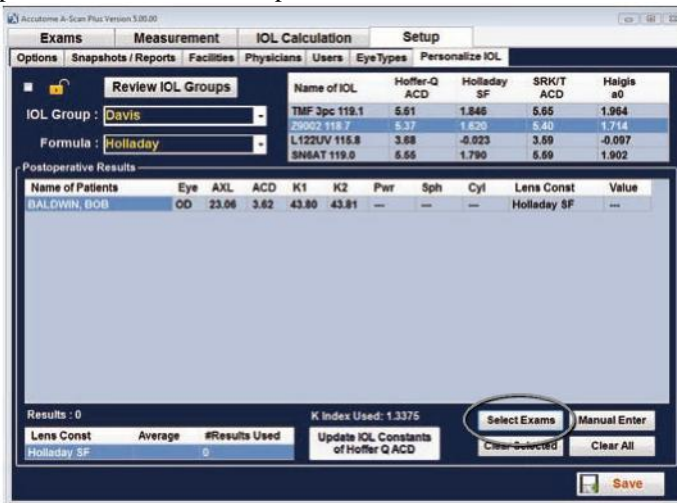 Accutome A-Scan Plus Version 5.00.00
Exams Measurement IOL Calculation Setup
Options Snapshots / Reports Facilities Physicians Users Eye Types Personalize IOL
Review IOL Groups
IOL Group : Davis
Formula : Holladay
Name of IOL Hoffer-Q ACD Holladay SF SRK/T ACD Haigis a0
TMF 3pc 119.1 5.61 1.846 5.65 1.964
Z9002 118.7 5.37 1.620 5.40 1.714
L122UV 115.8 3.68 -0.023 3.59 -0.097
SN6AT 119.0 5.55 1.790 5.59 1.902
Postoperative Results
Name of Patients Eye AXL ACD K1 K2 Pwr Sph Cyl Lens Const Value
BALDWIN, BOB OD 23.06 3.62 43.80 43.81 --- --- --- Holladay SF ---
Results : 0 K Index Used: 1.3375
Select Exams Manual Enter
Lens Const Average #Results Used
Holladay SF 0
Update IOL Constants
of Hoffer Q ACD
Clear Selected Clear All
Save